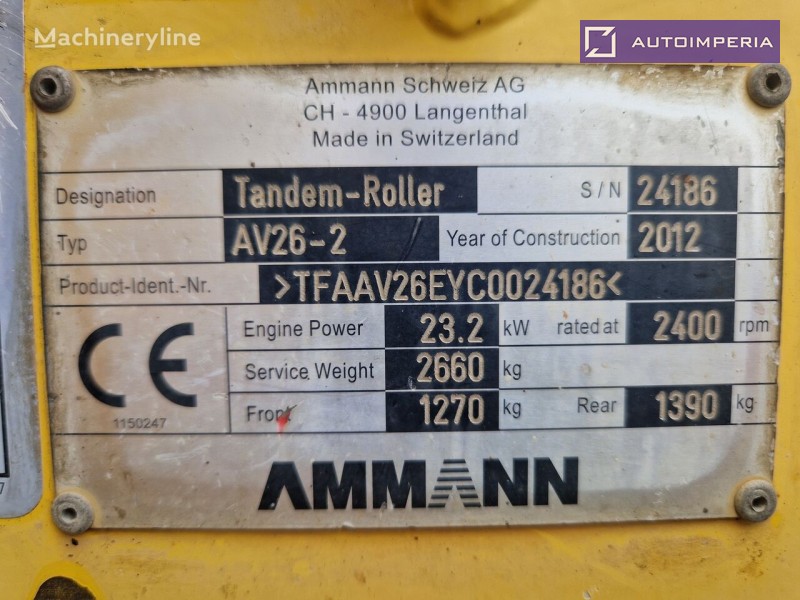 Machineryline
AUTOIMPERIA
Ammann Schweiz AG
CH - 4900 Langenthal
Made in Switzerland
Designation Tandem-Roller S/N 24186
Typ AV26-2 Year of Construction 2012
Product-Ident.-Nr. >TFAAV26EYC0024186<
Engine Power 23.2 kW rated at 2400 rpm
Service Weight 2660 kg
Front 1270 kg Rear 1390 kg
CE
1150247
AMMANN
7